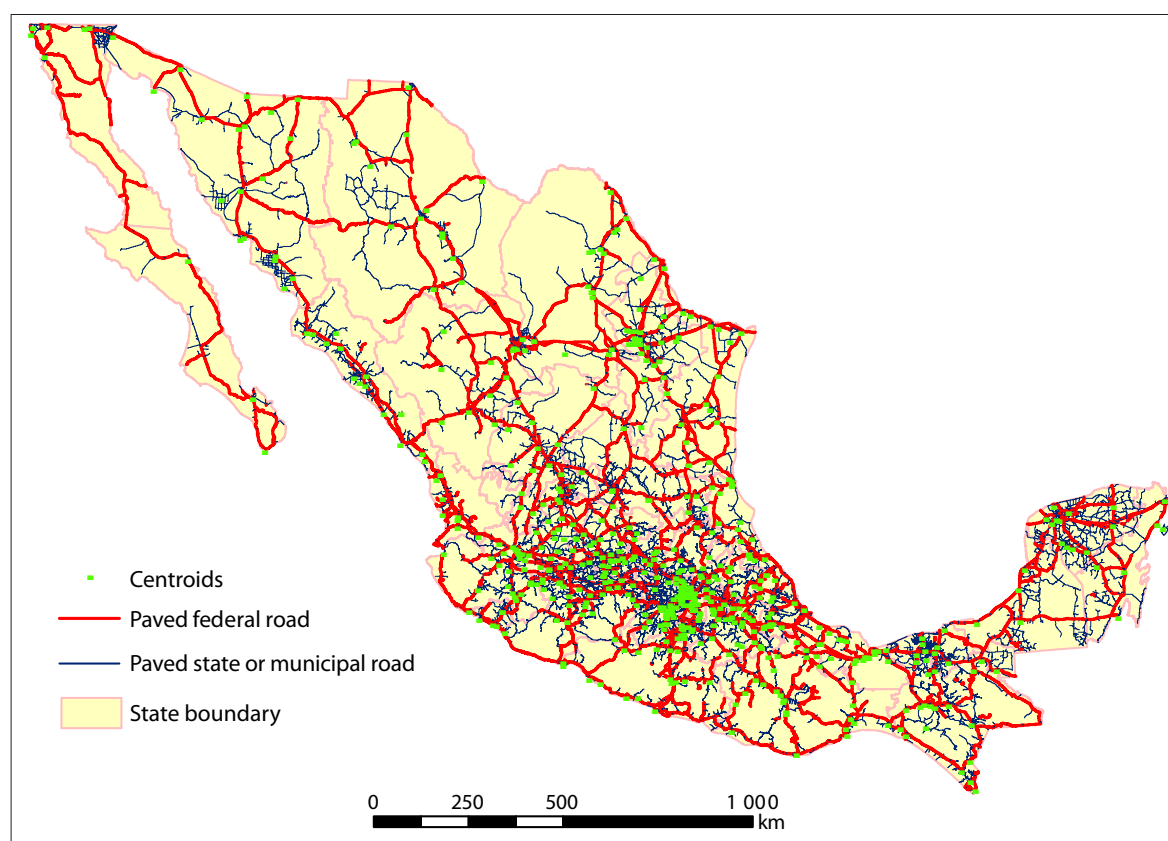 Centroids
Paved federal road
Paved state or municipal road
State boundary
0 250 500 1 000
km